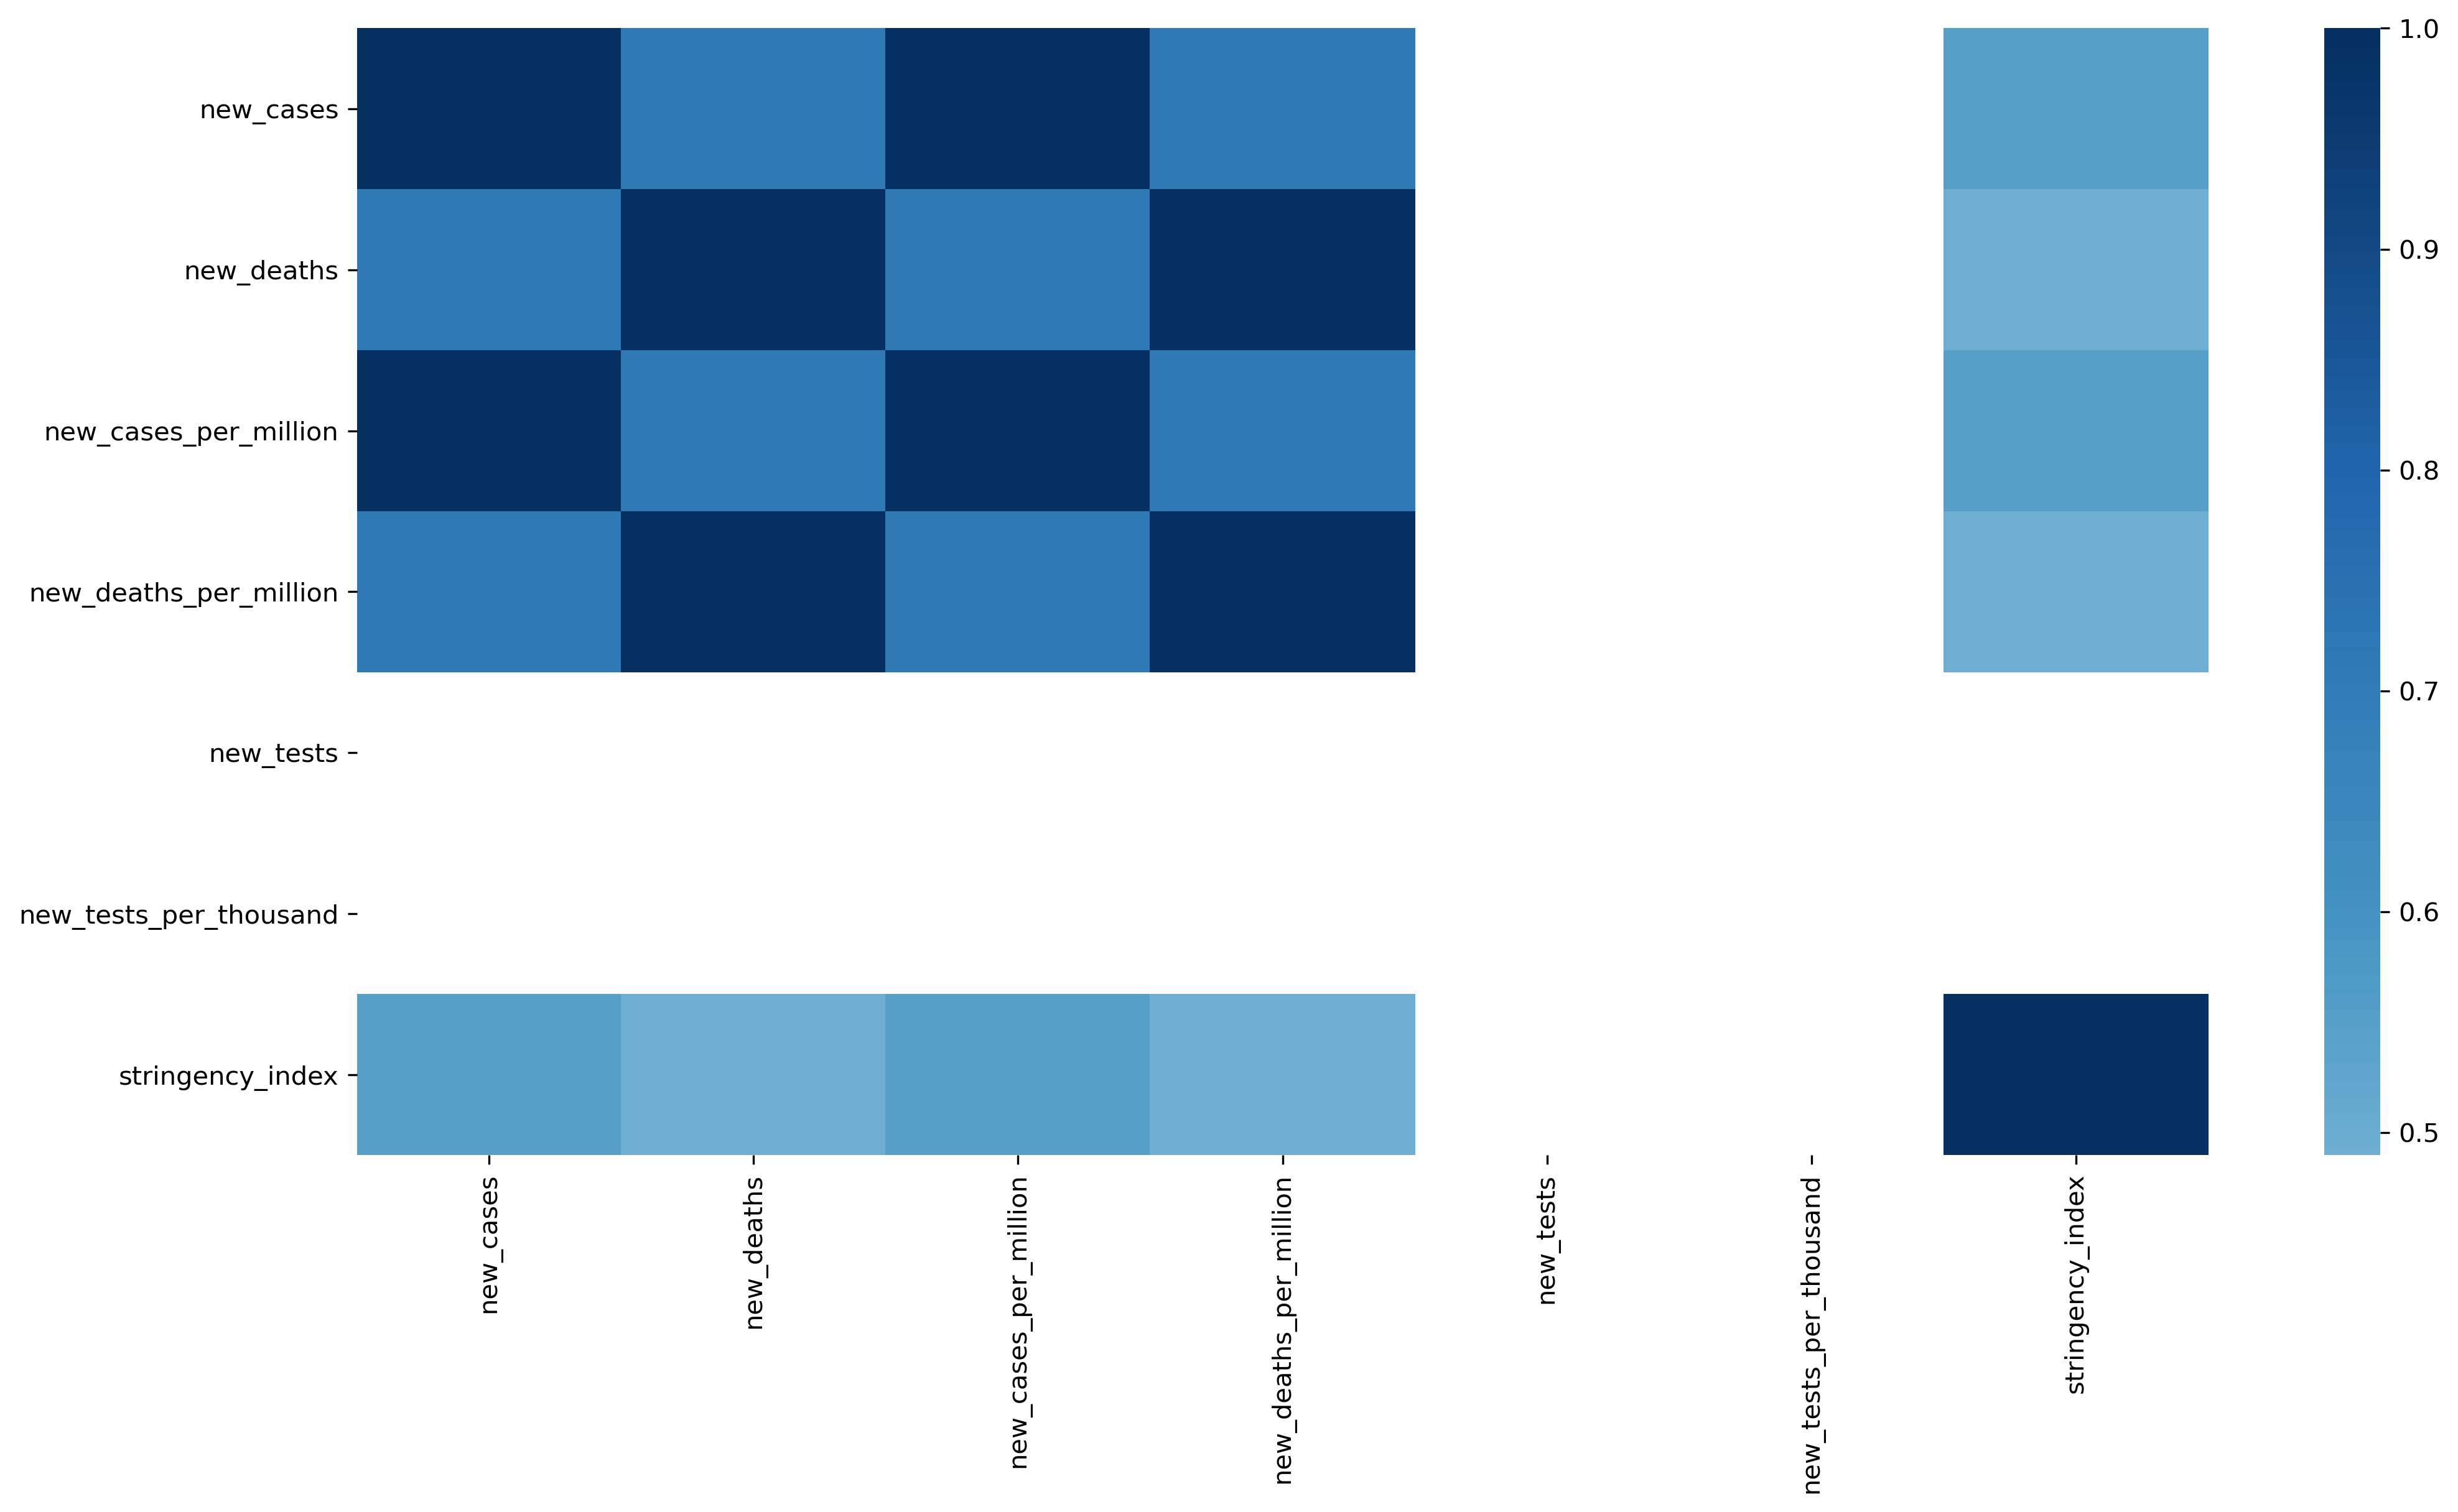 new_cases
new_deaths
new_cases_per_million
new_deaths_per_million
new_tests
new_tests_per_thousand
stringency_index
new_cases
new_deaths
new_cases_per_million
new_deaths_per_million
new_tests
new_tests_per_thousand
stringency_index
1.0
0.9
0.8
0.7
0.6
0.5